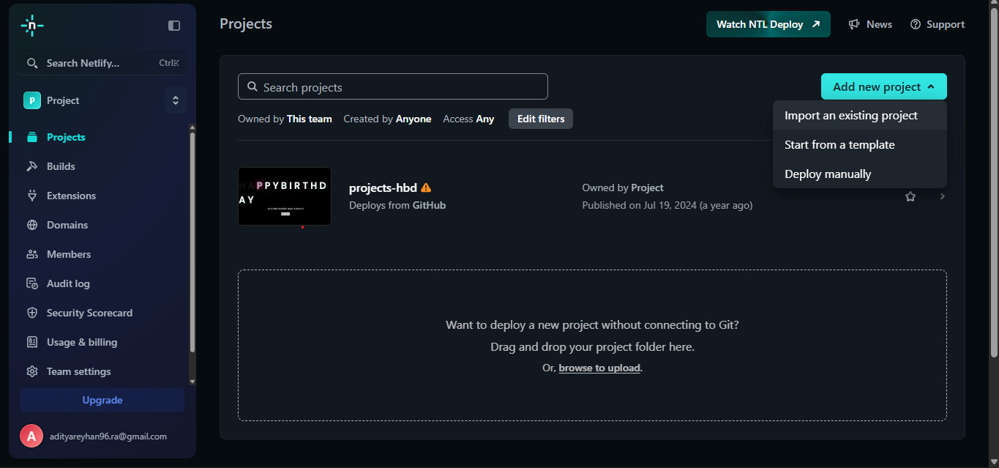 n
Search Netlify... Ctrl K
P Project
Projects
Builds
Extensions
Domains
Members
Audit log
Security Scorecard
Usage & billing
Team settings
Upgrade
A adityareyhan96.ra@gmail.com
Projects
Watch NTL Deploy
News
Support
Search projects
Add new project
Import an existing project
Start from a template
Deploy manually
Owned by This team Created by Anyone Access Any Edit filters
HAPPYBIRTHD
AY
projects-hbd
Deploys from GitHub
Owned by Project
Published on Jul 19, 2024 (a year ago)
Want to deploy a new project without connecting to Git?
Drag and drop your project folder here.
Or, browse to upload.